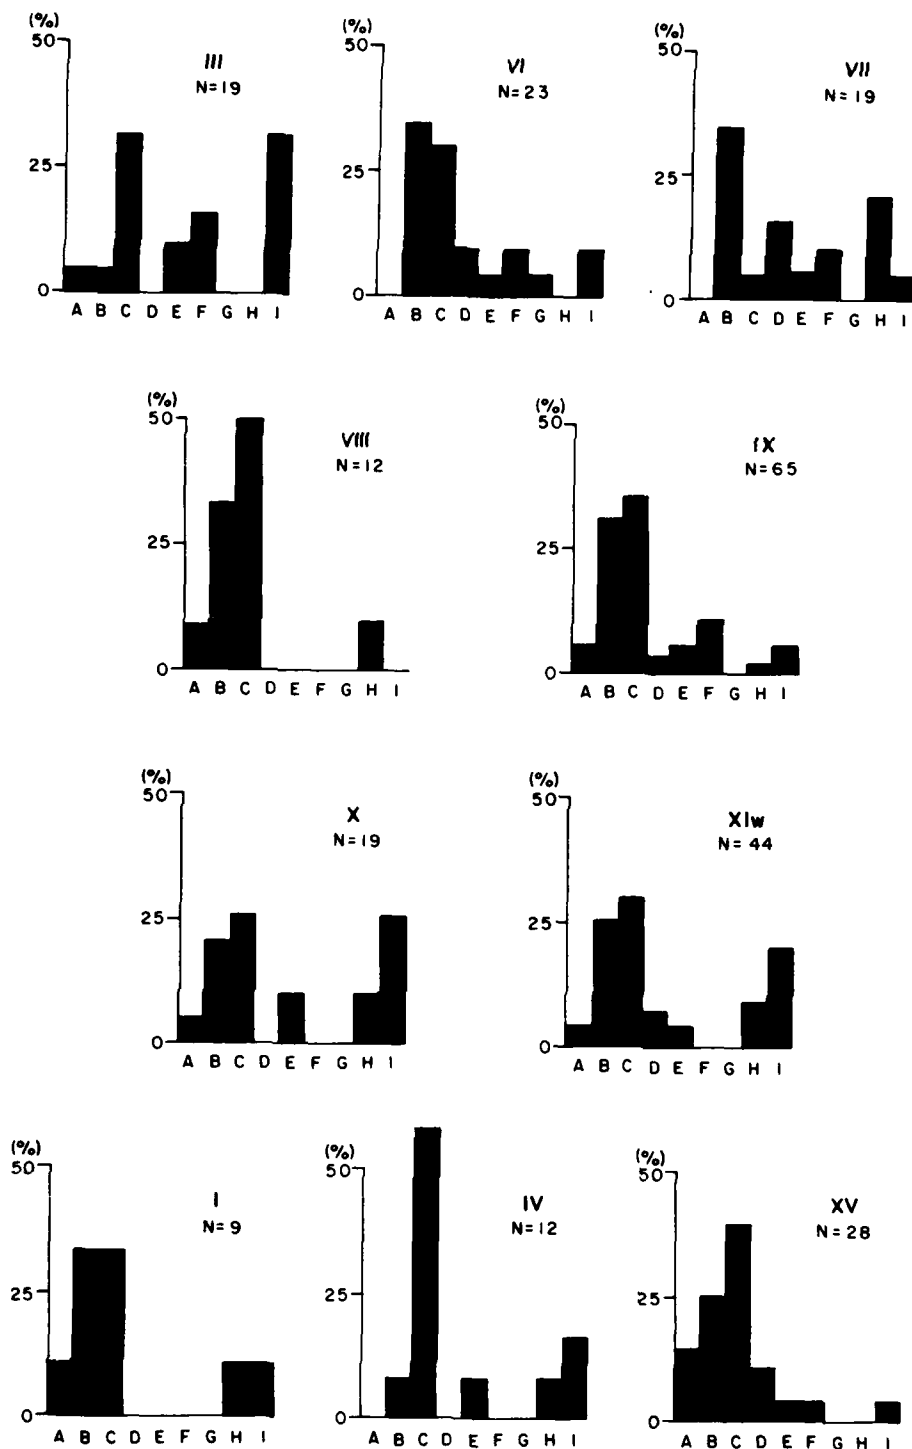 (%)
50
25
0
III
N=19
A B C D E F G H I
(%)
50
25
0
VI
N=23
A B C D E F G H I
(%)
50
25
0
VII
N=19
A B C D E F G H I
(%)
50
25
0
VIII
N=12
A B C D E F G H I
(%)
50
25
0
IX
N=65
A B C D E F G H I
(%)
50
25
0
X
N=19
A B C D E F G H I
(%)
50
25
0
XIw
N=44
A B C D E F G H I
(%)
50
25
0
I
N=9
A B C D E F G H I
(%)
50
25
0
IV
N=12
A B C D E F G H I
(%)
50
25
0
XV
N=28
A B C D E F G H I